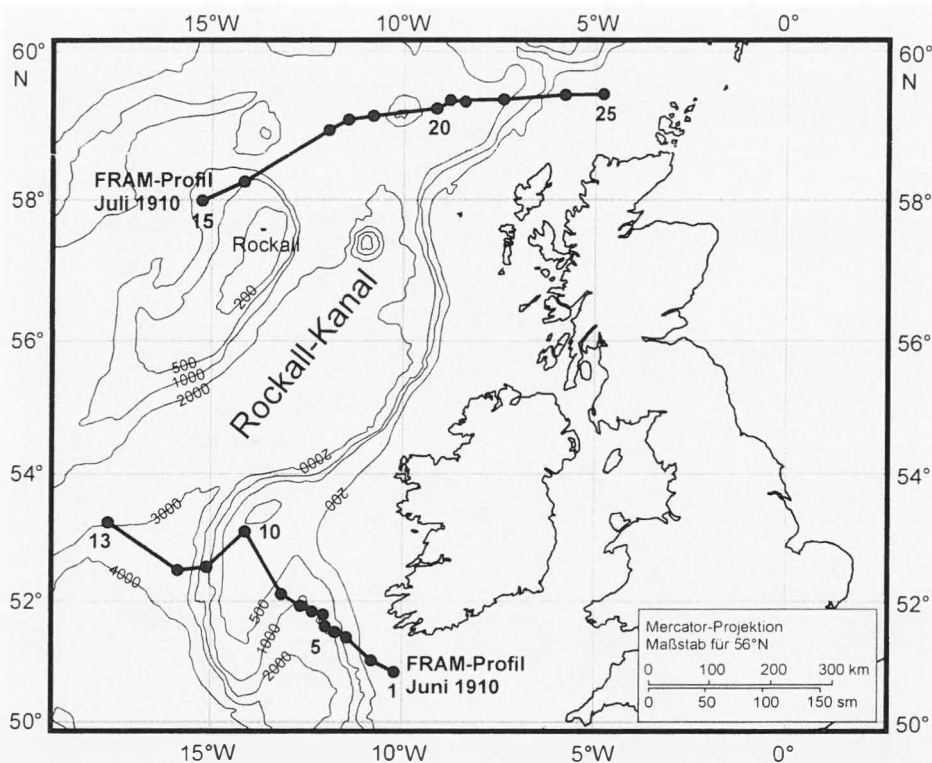 15°W 10°W 5°W 0°
60° 60°
N N
20 25
FRAM-Profil
Juli 1910
58° 15 58°
Rockall
200
Rockall-Kanal
56° 500 56°
1000
2000
54° 2000 54°
200
3000
10
13
4000
52° 500 52°
5
1000
2000
FRAM-Profil
1 Juni 1910
Mercator-Projektion
Maßstab für 56°N
0 100 200 300 km
0 50 100 150 sm
50° 50°
15°W 10°W 5°W 0°